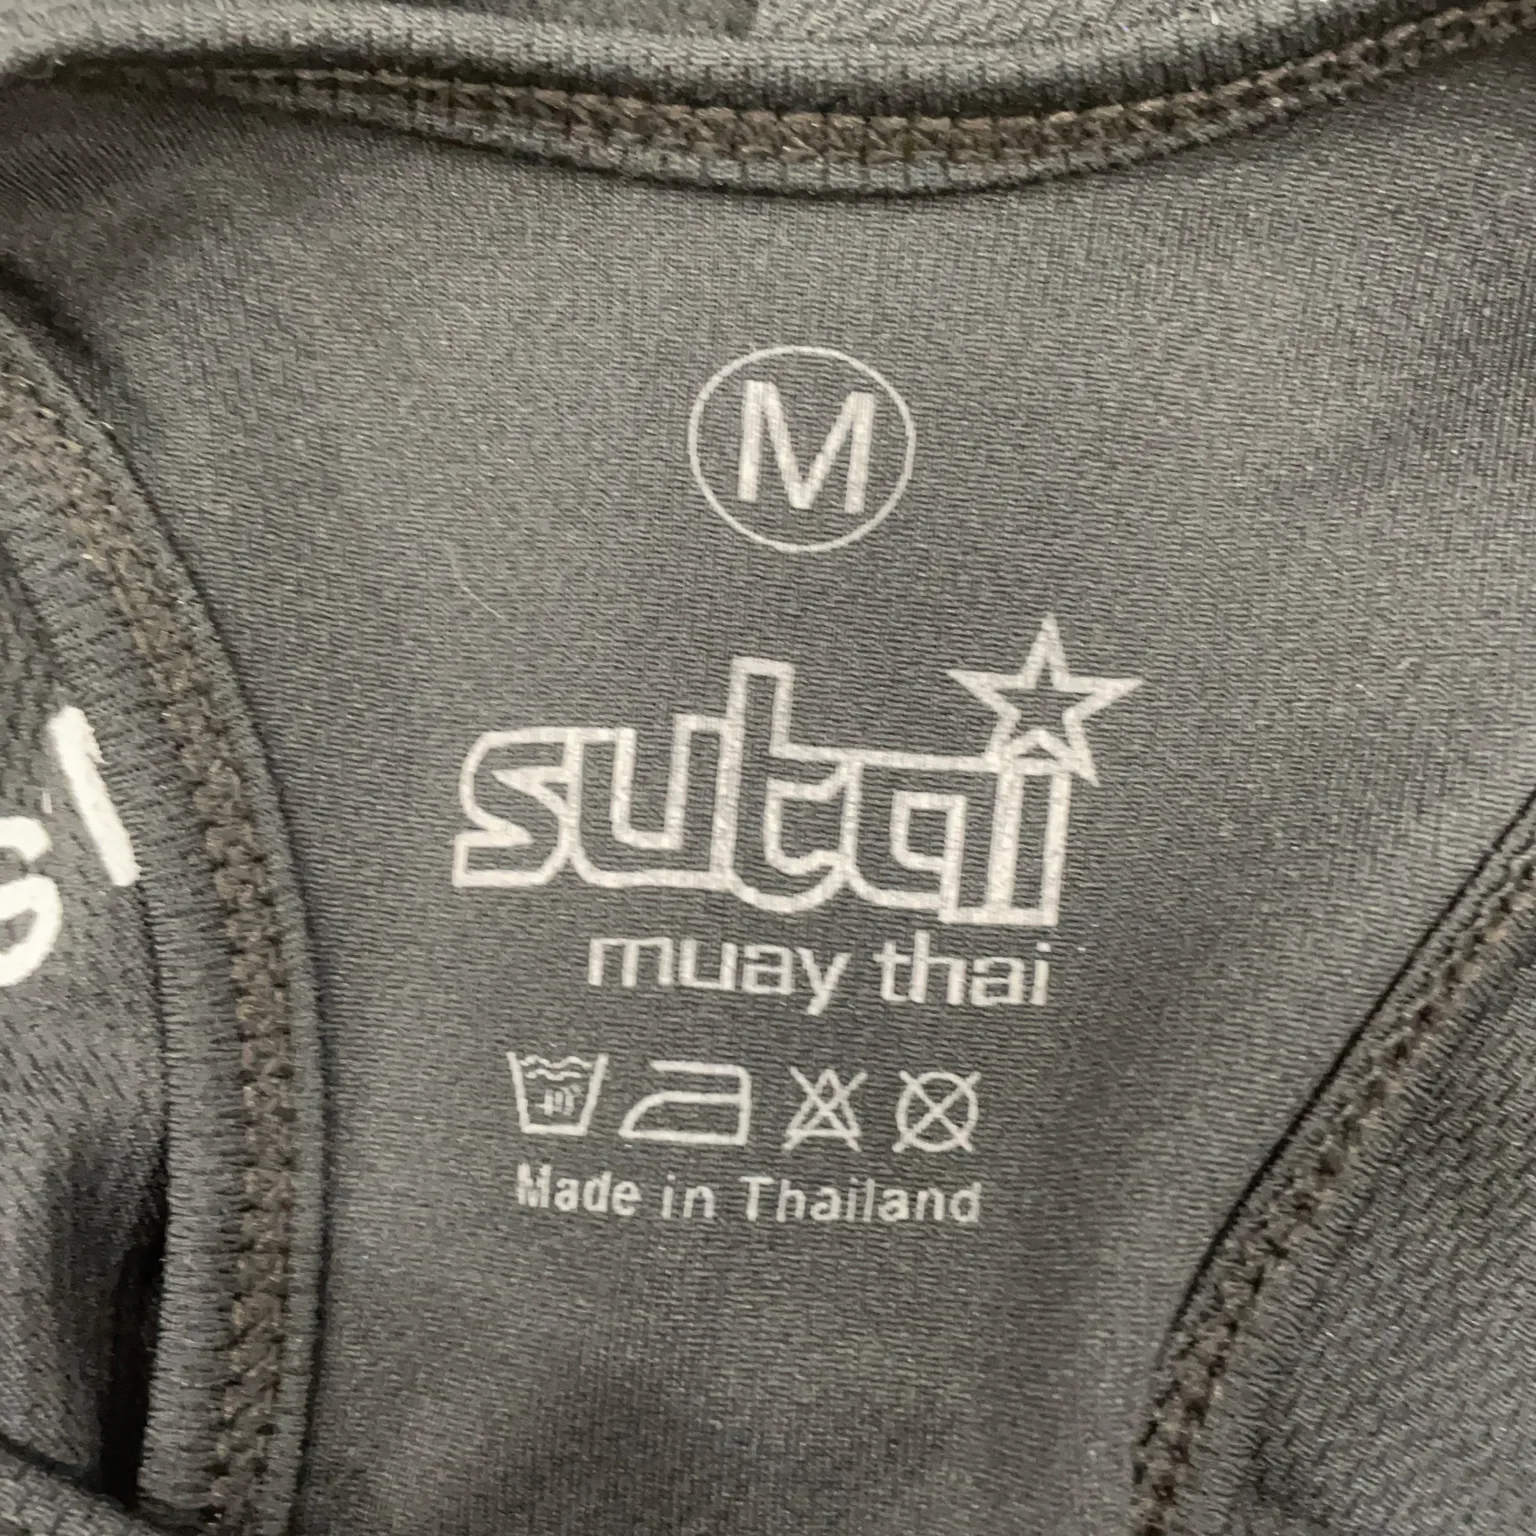 M
sutai
muay thai
Made in Thailand